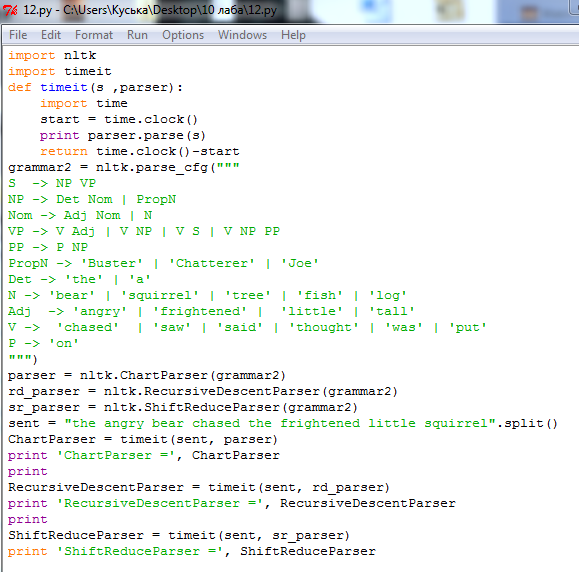 12.py - C:\Users\Куська\Desktop\10 лаба\12.py
File Edit Format Run Options Windows Help
import nltk
import timeit
def timeit(s ,parser):
    import time
    start = time.clock()
    print parser.parse(s)
    return time.clock()-start
grammar2 = nltk.parse_cfg("""
S  -> NP VP
NP -> Det Nom | PropN
Nom -> Adj Nom | N
VP -> V Adj | V NP | V S | V NP PP
PP -> P NP
PropN -> 'Buster' | 'Chatterer' | 'Joe'
Det -> 'the' | 'a'
N -> 'bear' | 'squirrel' | 'tree' | 'fish' | 'log'
Adj  -> 'angry' | 'frightened' |  'little' | 'tall'
V ->  'chased'  | 'saw' | 'said' | 'thought' | 'was' | 'put'
P -> 'on'
""")
parser = nltk.ChartParser(grammar2)
rd_parser = nltk.RecursiveDescentParser(grammar2)
sr_parser = nltk.ShiftReduceParser(grammar2)
sent = "the angry bear chased the frightened little squirrel".split()
ChartParser = timeit(sent, parser)
print 'ChartParser =', ChartParser
print
RecursiveDescentParser = timeit(sent, rd_parser)
print 'RecursiveDescentParser =', RecursiveDescentParser
print
ShiftReduceParser = timeit(sent, sr_parser)
print 'ShiftReduceParser =', ShiftReduceParser